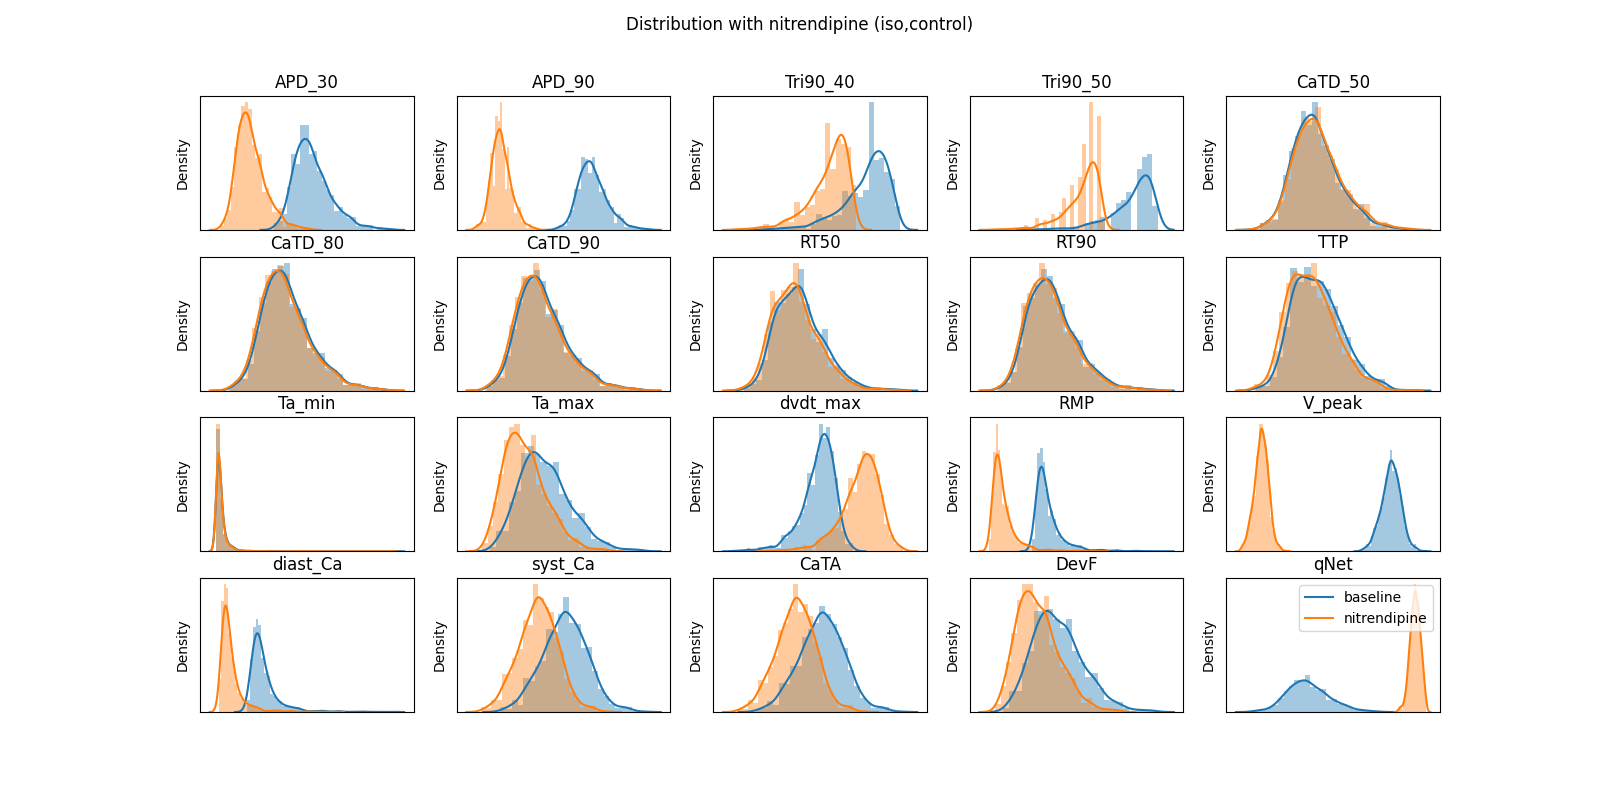 Distribution with nitrendipine (iso,control)
APD_30
APD_90
Tri90_40
Tri90_50
CaTD_50
Density
Density
Density
Density
Density
CaTD_80
CaTD_90
RT50
RT90
TTP
Density
Density
Density
Density
Density
Ta_min
Ta_max
dvdt_max
RMP
V_peak
Density
Density
Density
Density
Density
diast_Ca
syst_Ca
CaTA
DevF
qNet
Density
Density
Density
Density
Density
baseline
nitrendipine